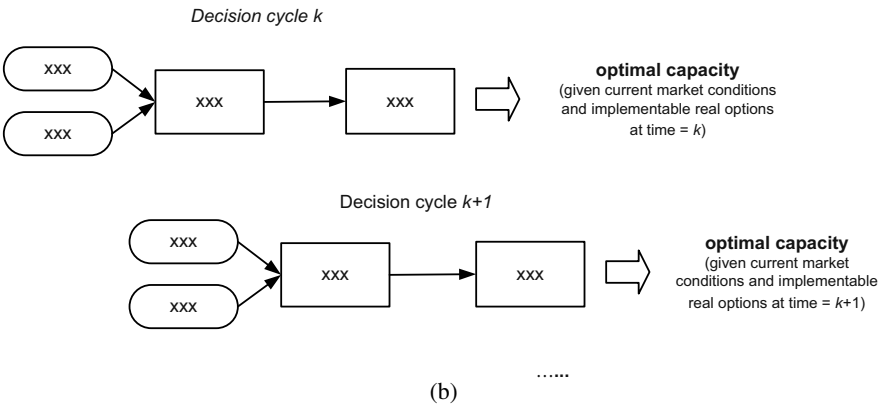 Decision cycle k
xxx
xxx
xxx
xxx
optimal capacity
(given current market conditions
and implementable real options
at time = k)
Decision cycle k+1
xxx
xxx
xxx
xxx
optimal capacity
(given current market
conditions and implementable
real options at time = k+1)
......
(b)